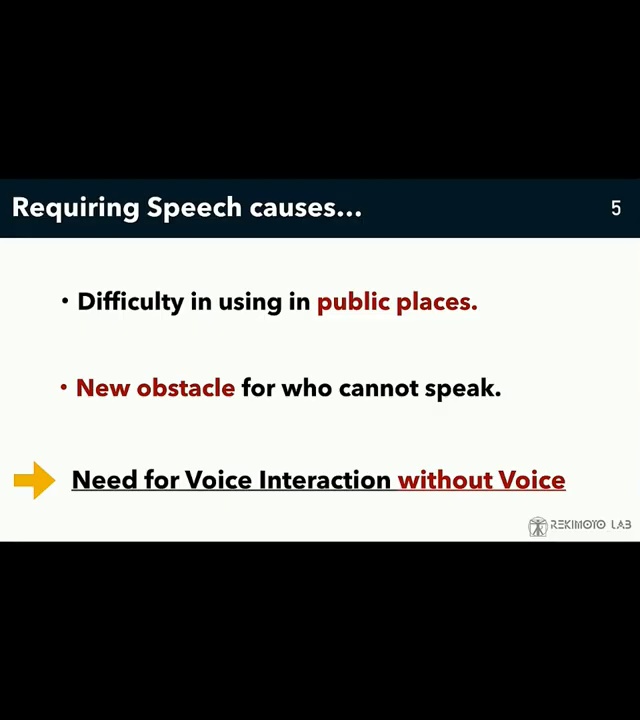 Requiring Speech causes...
5
・Difficulty in using in public places.
・New obstacle for who cannot speak.
Need for Voice Interaction without Voice
REKIMOTO LAB